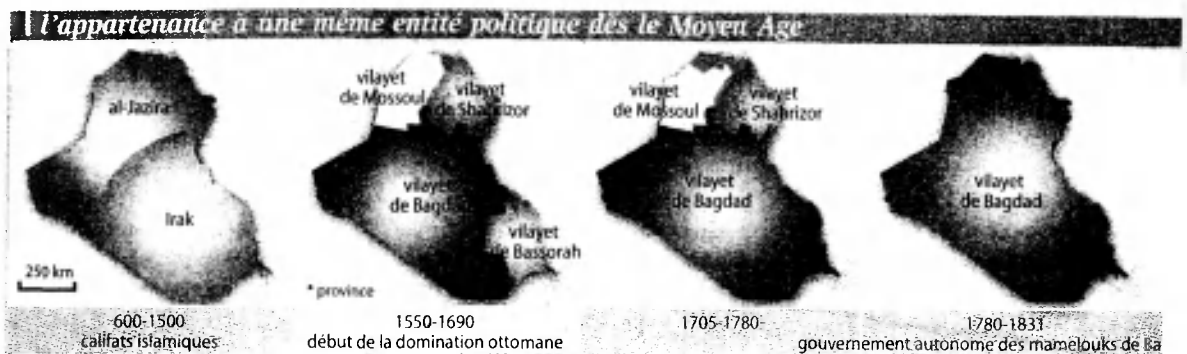 l'appartenance à une même entité politique dès le Moyen Age
al-Jazira
Irak
250 km
600-1500
califats islamiques
vilayet
de Mossoul
vilayet
de Shahrizor
vilayet
de Bagdad
vilayet
de Bassorah
* province
1550-1690
début de la domination ottomane
vilayet
de Mossoul
vilayet
de Shahrizor
vilayet
de Bagdad
1705-1780
vilayet
de Bagdad
1780-1831
gouvernement autonome des mamelouks de Ba